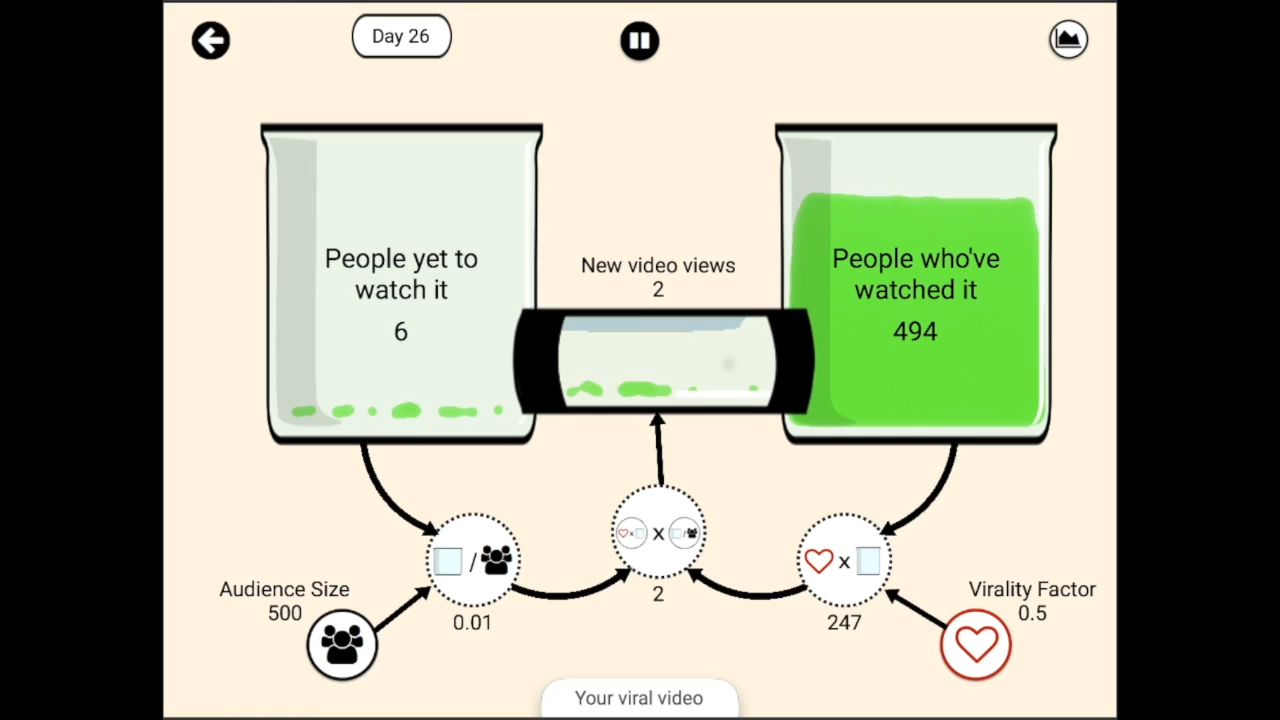 Day 26
People yet to
watch it
6
New video views
2
People who've
watched it
494
/
x
x
Audience Size
500
0.01
2
247
Virality Factor
0.5
Your viral video